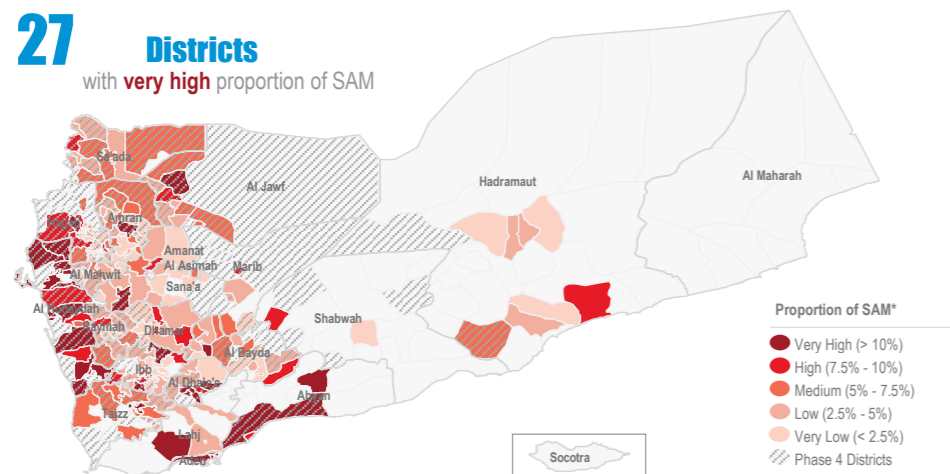 27
Districts
with very high proportion of SAM
Sa'ada
Al Jawf
Hadramaut
Al Maharah
Amran
Amanat
Al Asimah
Marib
Al Mahwit
Sana'a
Shabwah
Raymah
Dhamar
Al Bayda
Ibb
Al Dhale'e
Abyan
Taizz
Lahj
Aden
Socotra
Proportion of SAM*
Very High (> 10%)
High (7.5% - 10%)
Medium (5% - 7.5%)
Low (2.5% - 5%)
Very Low (< 2.5%)
Phase 4 Districts